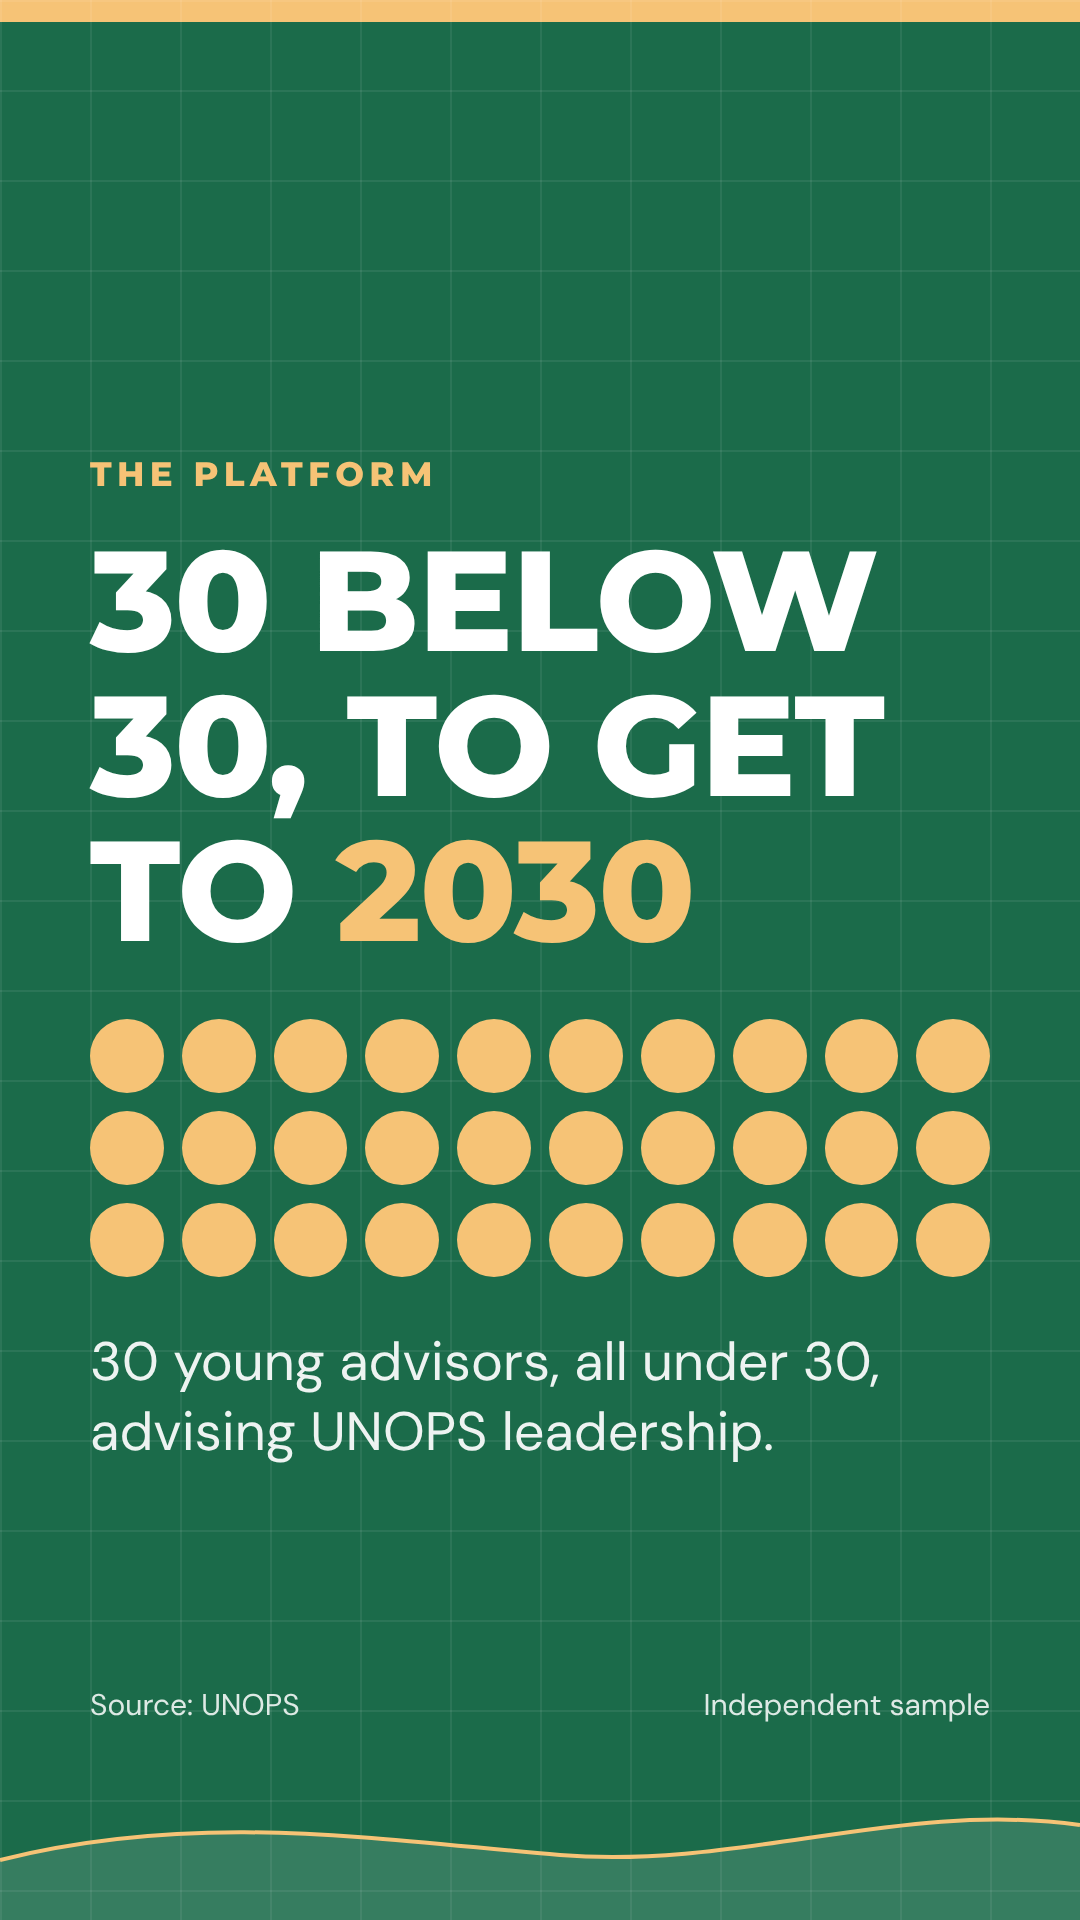 THE PLATFORM
30 BELOW
30, TO GET
TO 2030
30 young advisors, all under 30,
advising UNOPS leadership.
Source: UNOPS
Independent sample